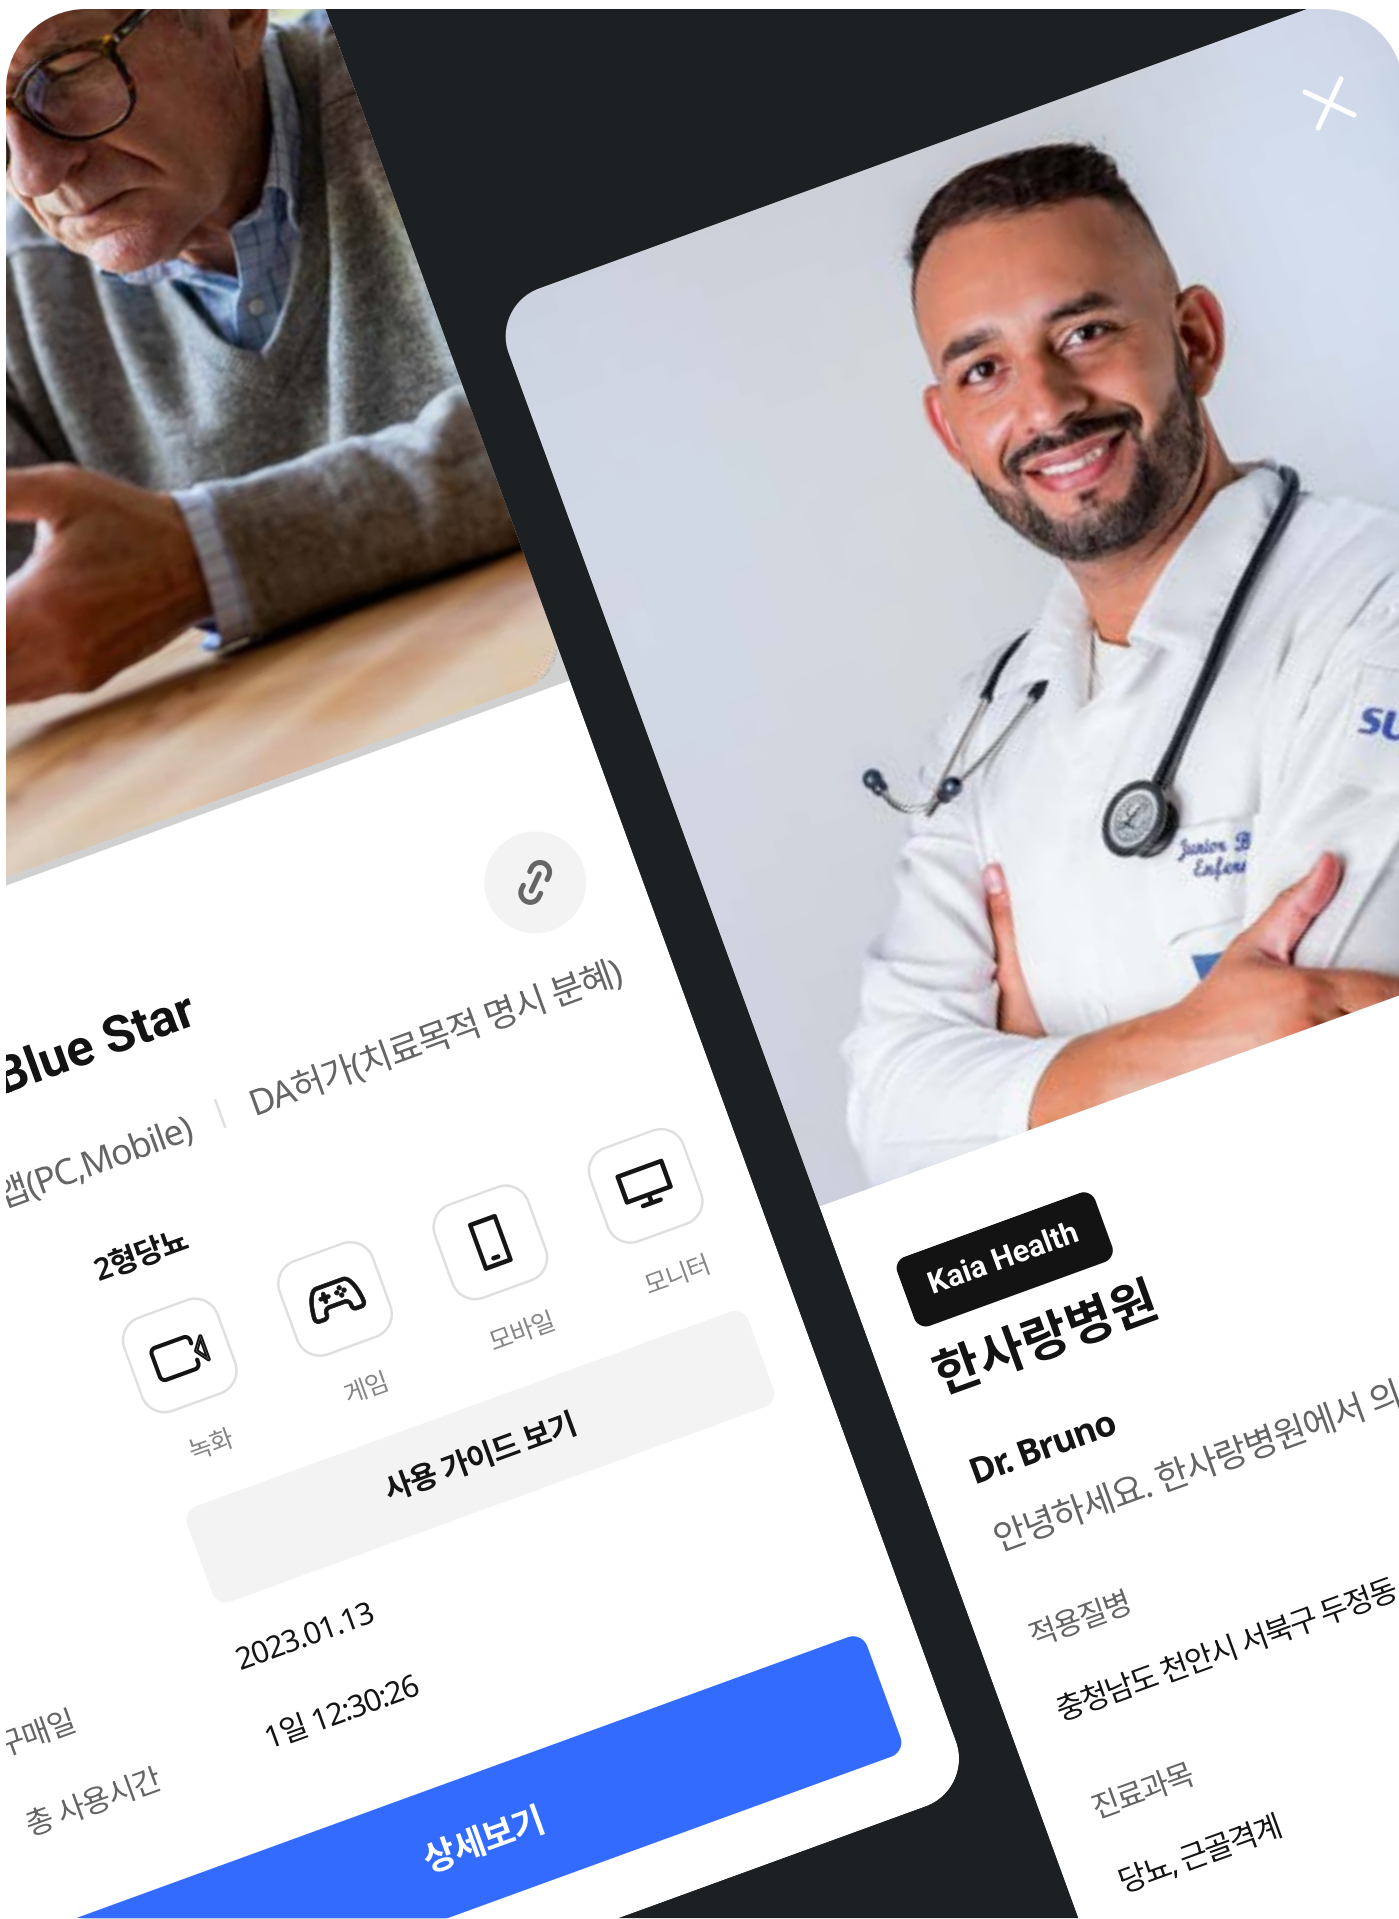 Blue Star
앱(PC,Mobile)
DA허가(치료목적 명시 분혜)
2형당뇨
녹화
게임
모바일
모니터
사용 가이드 보기
구매일
2023.01.13
총 사용시간
1일 12:30:26
상세보기
SU
Junior B
Enfer
Kaia Health
한사랑병원
Dr. Bruno
안녕하세요. 한사랑병원에서 의
적용질병
충청남도 천안시 서북구 두정동
진료과목
당뇨, 근골격계